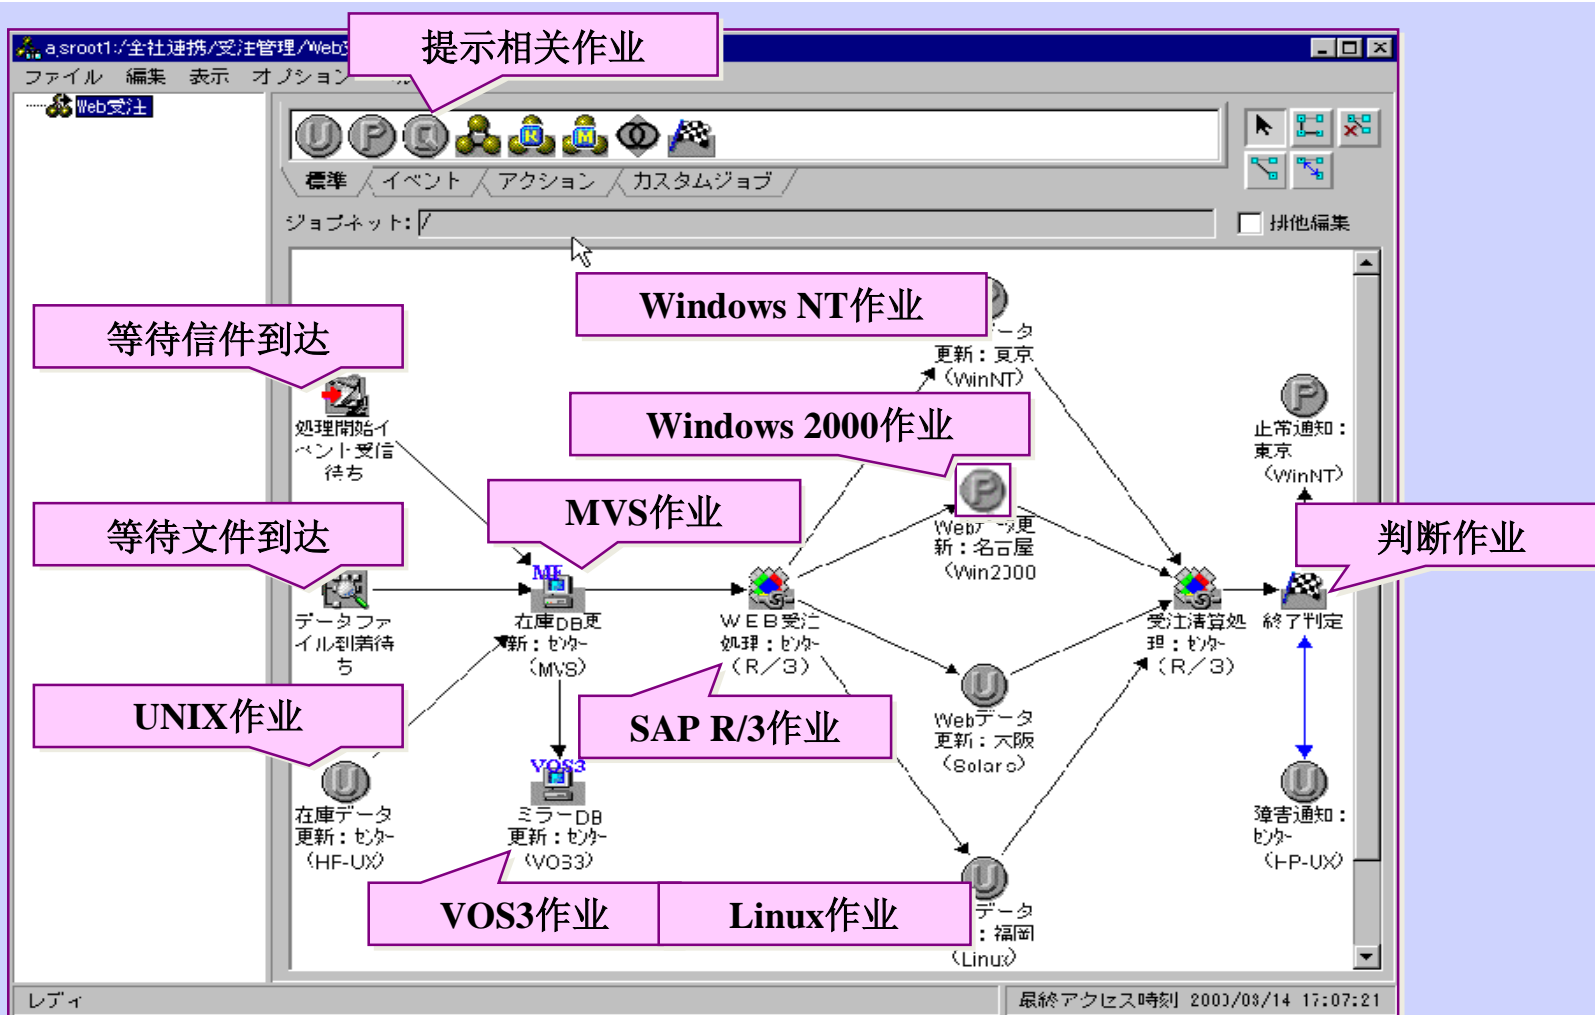 提示相关作业
ajsroot1:/全社連携/受注管理/Web
ファイル 編集 表示 オプション
Web受注
標準 イベント アクション カスタムジョブ
ジョブネット: /
排他編集
Windows NT作业
等待信件到达
ータ
更新：東京
(WinNT)
処理開始イ
ベント受信
待ち
Windows 2000作业
正常通知：
東京
(WinNT)
MVS作业
等待文件到达
判断作业
新：名古屋
(Win2000
データファ
イル到着待
ち
在庫DB更
新：ｾﾝﾀｰ
(MVS)
WEB受注
処理：ｾﾝﾀｰ
(R／3)
受注清算処
理：ｾﾝﾀｰ
(R／3)
終了判定
UNIX作业
SAP R/3作业
Webデータ
更新：大阪
(Solaris)
VOS3
在庫データ
更新：ｾﾝﾀｰ
(HP-UX)
ミラーDB
更新：ｾﾝﾀｰ
(VOS3)
障害通知：
ｾﾝﾀｰ
(HP-UX)
VOS3作业
Linux作业
データ
：福岡
(Linux)
レディ
最終アクセス時刻 2000/08/14 17:07:21